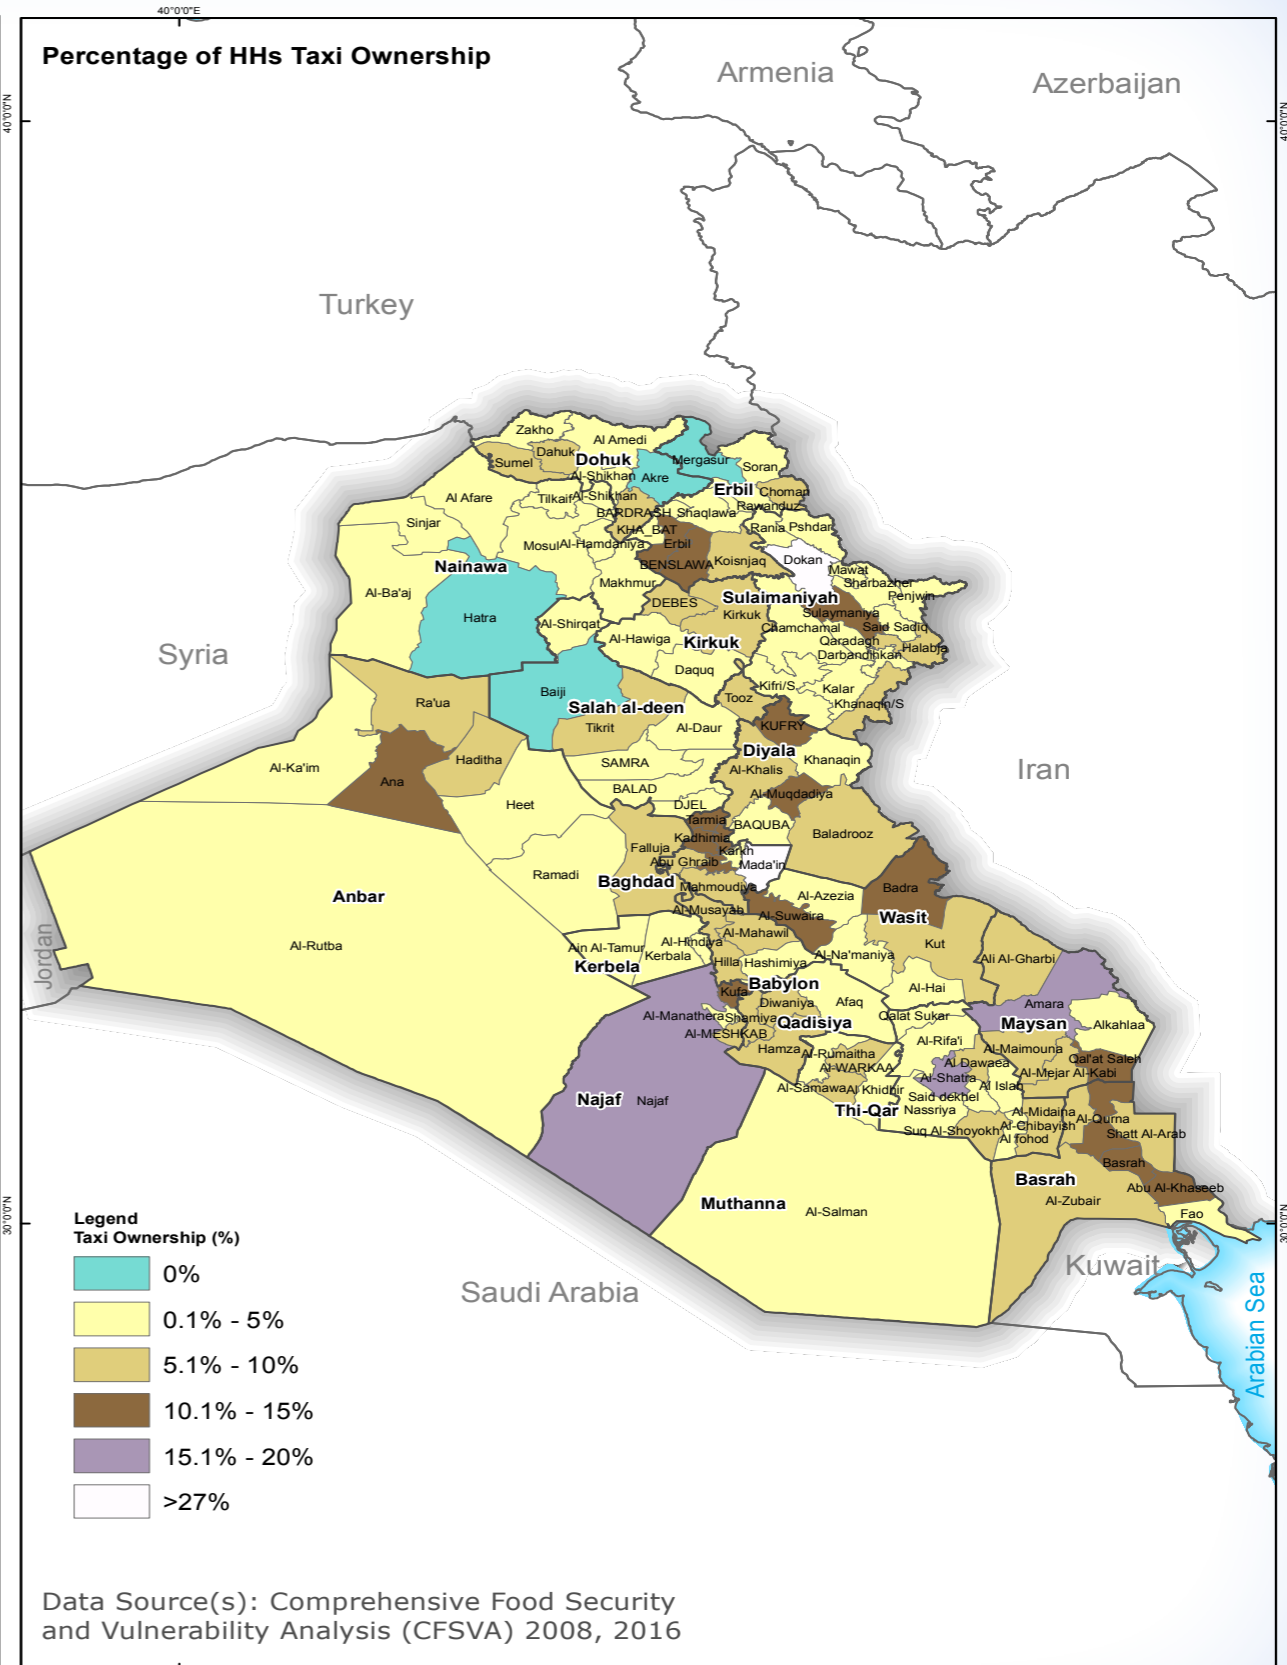 40°0'0"E
Percentage of HHs Taxi Ownership
Armenia
Azerbaijan
40°0'0"N
40°0'0"N
Turkey
Zakho
Al Amedi
Dahuk
Dohuk
Sumel
Mergasur
Soran
Al-Shikhan
Akre
Erbil
Choman
Al Afare
Tilkaif
Al-Shikhan
Rawanduz
BARDRASH
Shaqlawa
Sinjar
KHA_BAT
Rania
Pshdar
Mosul
Al-Hamdaniya
Erbil
Nainawa
BENSLAWA
Koisnjaq
Dokan
Mawat
Makhmur
Sharbazher
Al-Ba'aj
Sulaimaniyah
Penjwin
DEBES
Hatra
Kirkuk
Sulaymaniya
Al-Shirqat
Chamchamal
Said Sadiq
Al-Hawiga
Kirkuk
Qaradagh
Halabja
Syria
Darbandihkan
Daquq
Baiji
Kifri/S
Kalar
Ra'ua
Salah al-deen
Tooz
Khanaqin/S
Tikrit
Al-Daur
KUFRY
Diyala
Haditha
SAMRA
Khanaqin
Al-Ka'im
Al-Khalis
Iran
Ana
BALAD
Al-Muqdadiya
Heet
DJEL
Tarmia
BAQUBA
Baladrooz
Kadhimia
Falluja
Karkh
Abu Ghraib
Mada'in
Ramadi
Baghdad
Mahmoudiya
Badra
Anbar
Al-Azezia
Al-Musayab
Al-Suwaira
Wasit
Al-Mahawil
Jordan
Al-Rutba
Ain Al-Tamur
Al-Hindiya
Kut
Kerbala
Al-Na'maniya
Ali Al-Gharbi
Kerbela
Hilla
Hashimiya
Babylon
Al-Hai
Kufa
Diwaniya
Afaq
Amara
Al-Manathera
Shamiya
Qadisiya
Qalat Sukar
Maysan
Alkahlaa
Al-MESHKAB
Al-Rifa'i
Hamza
Al-Rumaitha
Al-Maimouna
Al Dawaea
Qal'at Saleh
Al-WARKAA
Al-Shatra
Al-Mejar Al-Kabi
Al-Samawa
Al Khidhir
Al Islah
Najaf
Najaf
Said dekhel
Thi-Qar
Nassriya
Al-Midaina
Al-Qurna
Suq Al-Shoyokh
Al-Chibayish
Shatt Al-Arab
Al fohod
Basrah
Basrah
Abu Al-Khaseeb
Muthanna
Al-Salman
Al-Zubair
Fao
30°0'0"N
30°0'0"N
Legend
Taxi Ownership (%)
Kuwait
0%
Saudi Arabia
Arabian Sea
0.1% - 5%
5.1% - 10%
10.1% - 15%
15.1% - 20%
>27%
Data Source(s): Comprehensive Food Security
and Vulnerability Analysis (CFSVA) 2008, 2016